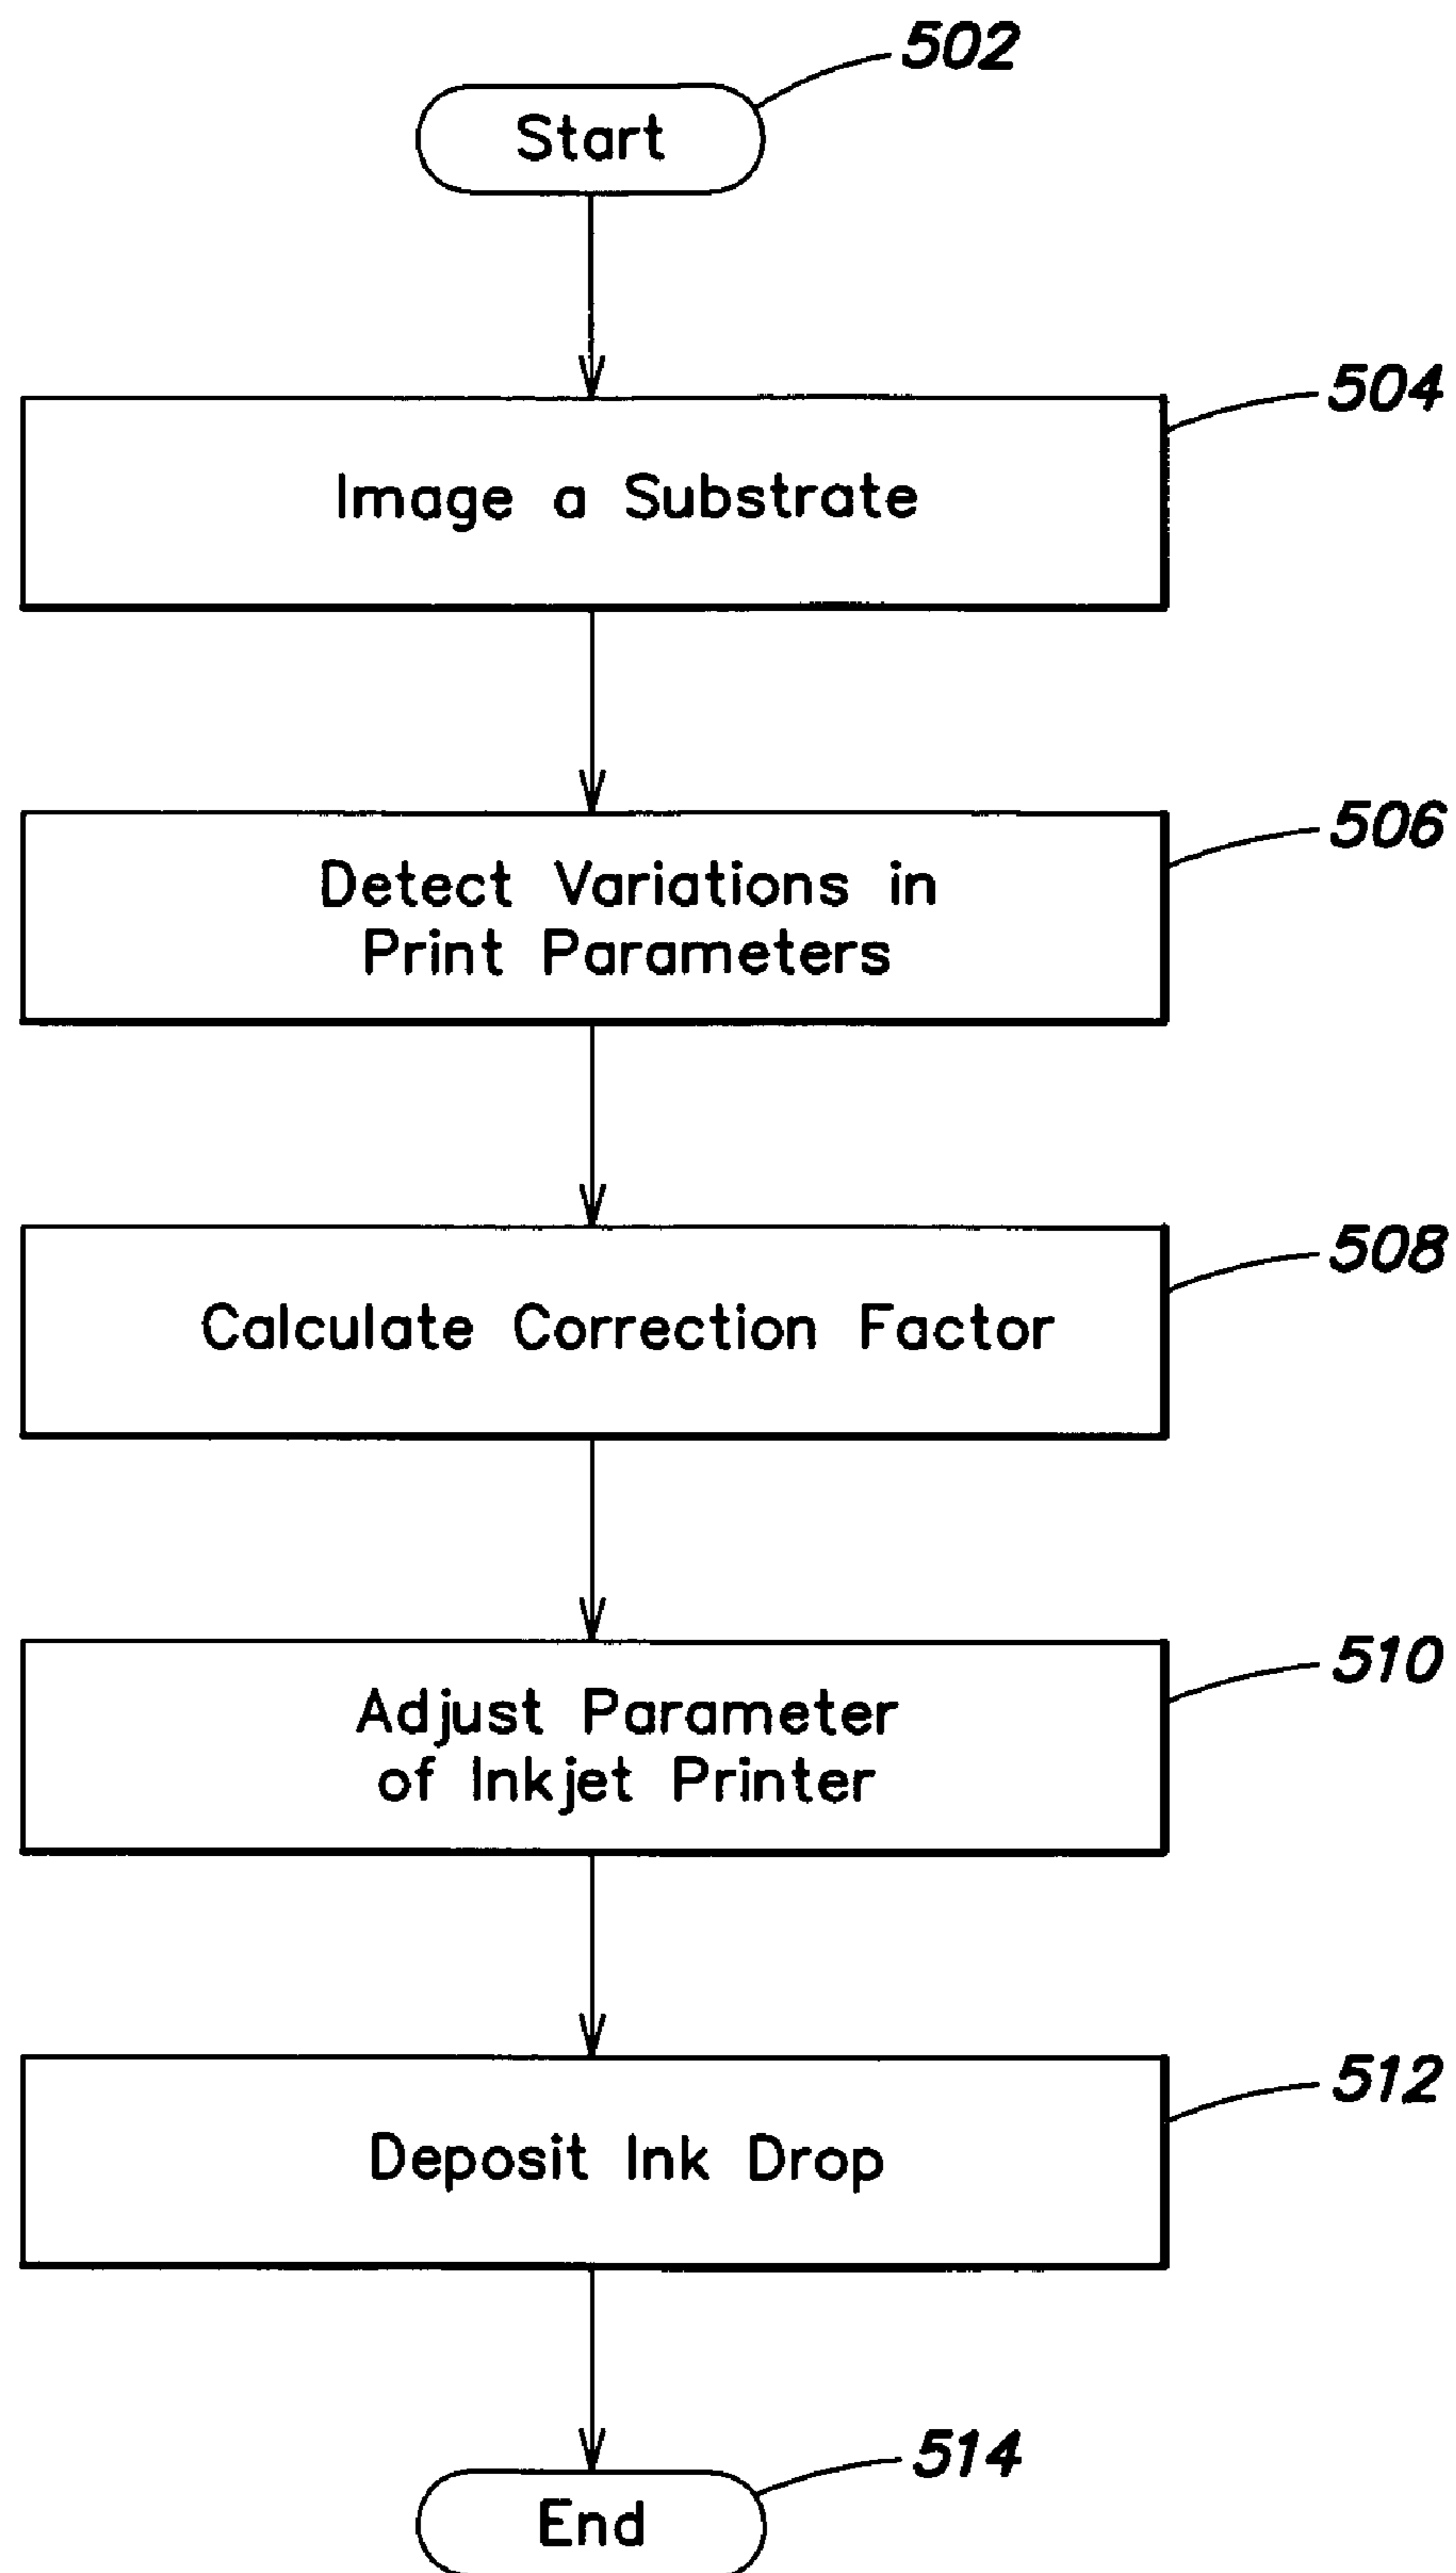 502
Start
504
Image a Substrate
506
Detect Variations in
Print Parameters
508
Calculate Correction Factor
510
Adjust Parameter
of Inkjet Printer
512
Deposit Ink Drop
514
End